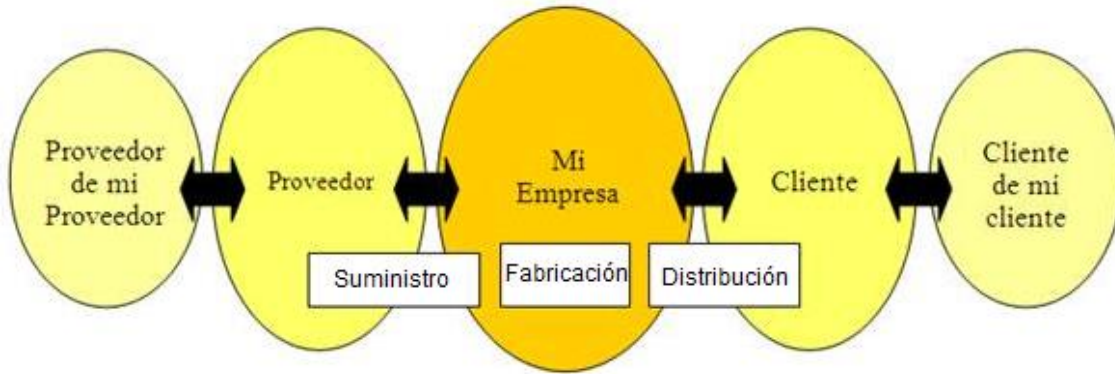 Proveedor
de mi
Proveedor
Proveedor
Mi
Empresa
Cliente
Cliente
de mi
cliente
Suministro
Fabricación
Distribución